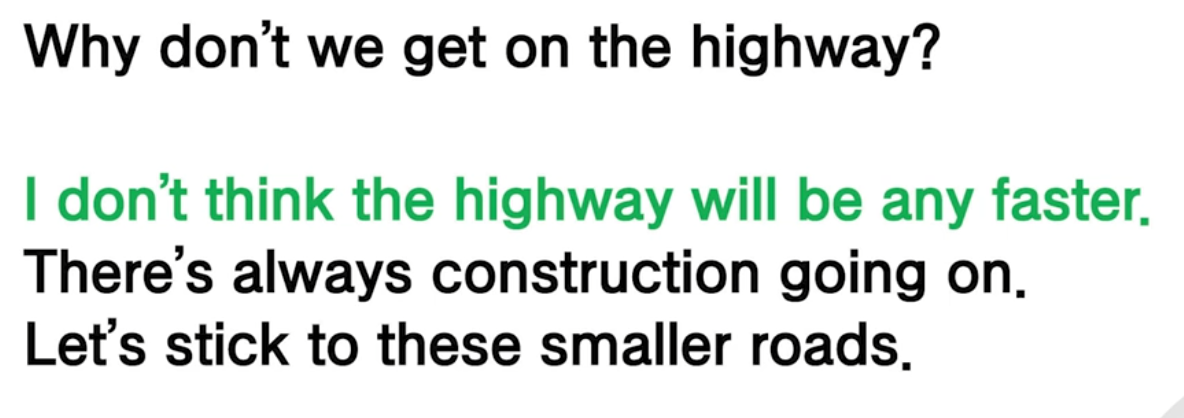 Why don't we get on the highway?
I don't think the highway will be any faster.
There's always construction going on.
Let's stick to these smaller roads.